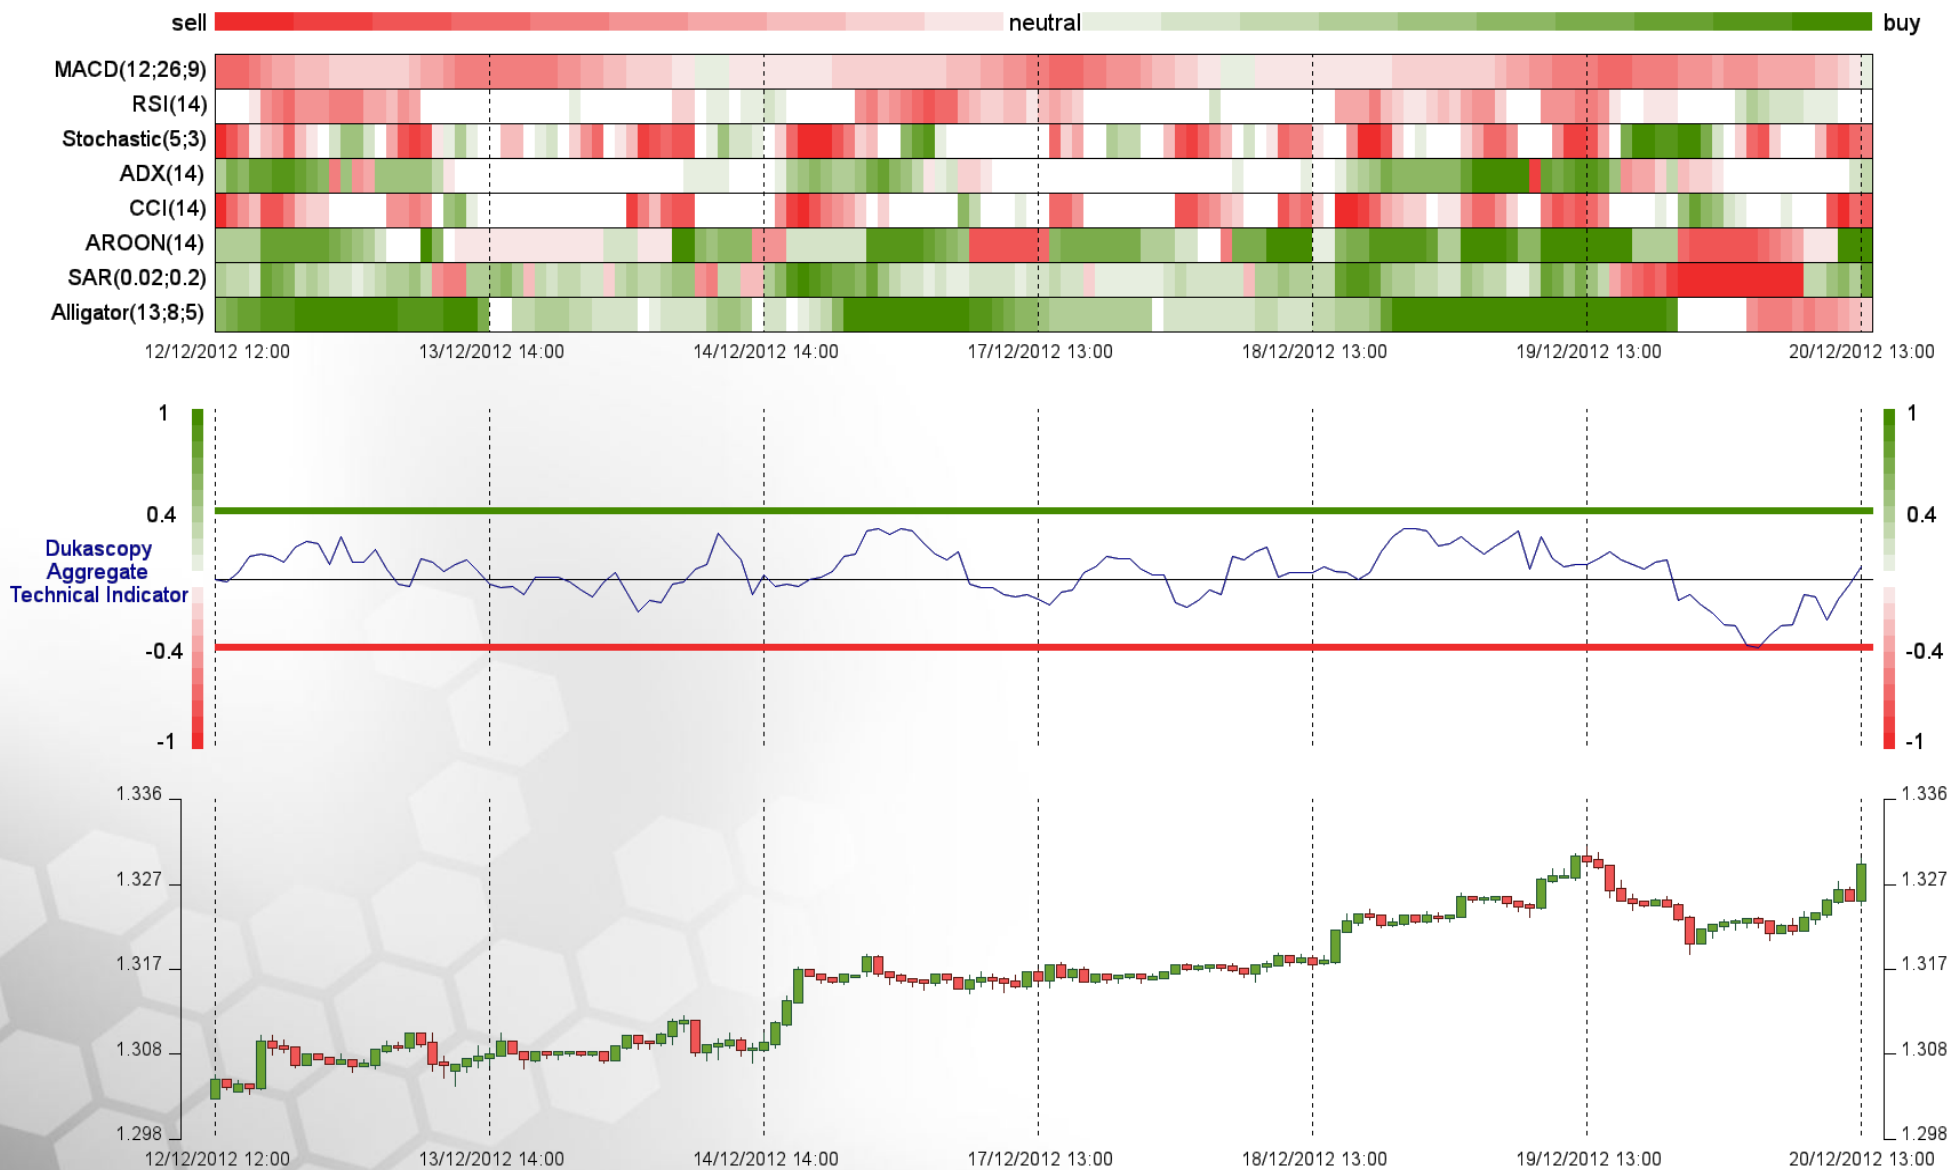 sell neutral buy
MACD(12;26;9)
RSI(14)
Stochastic(5;3)
ADX(14)
CCI(14)
AROON(14)
SAR(0.02;0.2)
Alligator(13;8;5)
12/12/2012 12:00 13/12/2012 14:00 14/12/2012 14:00 17/12/2012 13:00 18/12/2012 13:00 19/12/2012 13:00 20/12/2012 13:00
1 1
0.4 0.4
Dukascopy
Aggregate
Technical Indicator
-0.4 -0.4
-1 -1
1.336 1.336
1.327 1.327
1.317 1.317
1.308 1.308
1.298 1.298
12/12/2012 12:00 13/12/2012 14:00 14/12/2012 14:00 17/12/2012 13:00 18/12/2012 13:00 19/12/2012 13:00 20/12/2012 13:00